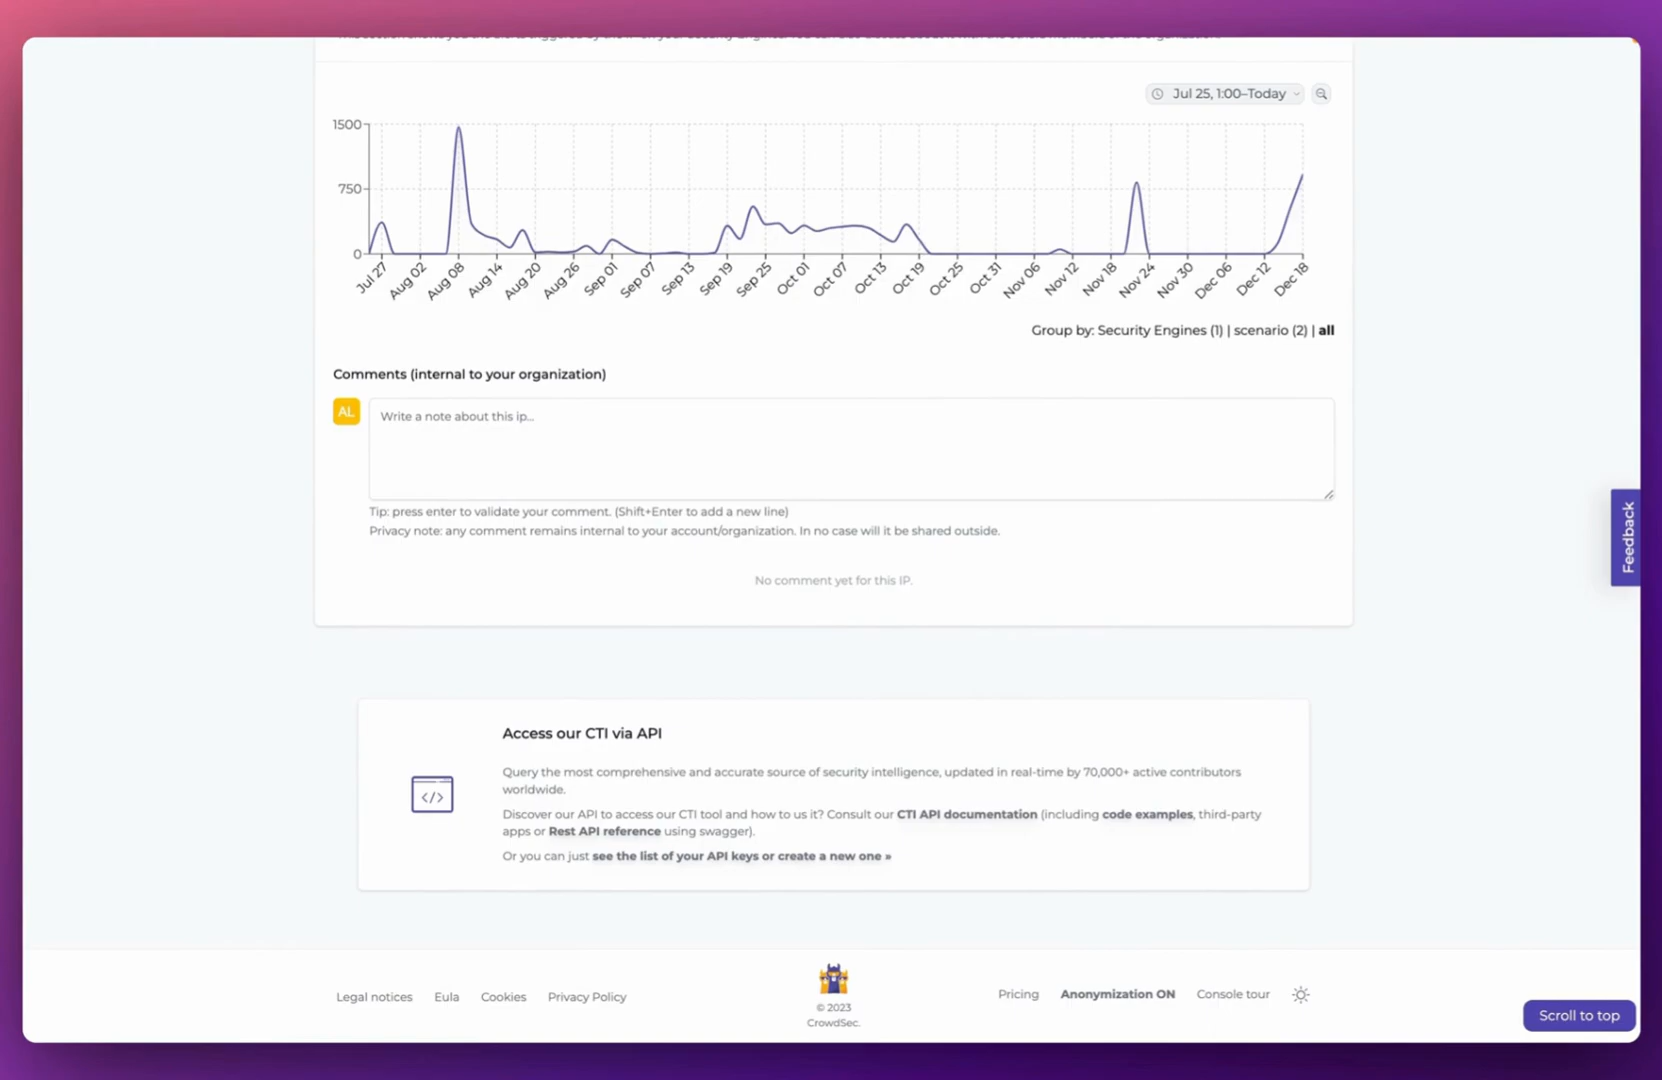 Jul 25, 1:00–Today
1500
750
0
Jul 27
Aug 02
Aug 08
Aug 14
Aug 20
Aug 26
Sep 01
Sep 07
Sep 13
Sep 19
Sep 25
Oct 01
Oct 07
Oct 13
Oct 19
Oct 25
Oct 31
Nov 06
Nov 12
Nov 18
Nov 24
Nov 30
Dec 06
Dec 12
Dec 18
Group by: Security Engines (1) | scenario (2) | all
Comments (internal to your organization)
AL
Write a note about this ip...
Tip: press enter to validate your comment. (Shift+Enter to add a new line)
Privacy note: any comment remains internal to your account/organization. In no case will it be shared outside.
No comment yet for this IP.
Feedback
Access our CTI via API
Query the most comprehensive and accurate source of security intelligence, updated in real-time by 70,000+ active contributors
worldwide.
Discover our API to access our CTI tool and how to us it? Consult our CTI API documentation (including code examples, third-party
apps or Rest API reference using swagger).
Or you can just see the list of your API keys or create a new one »
</>
Legal notices
Eula
Cookies
Privacy Policy
© 2023
CrowdSec.
Pricing
Anonymization ON
Console tour
Scroll to top